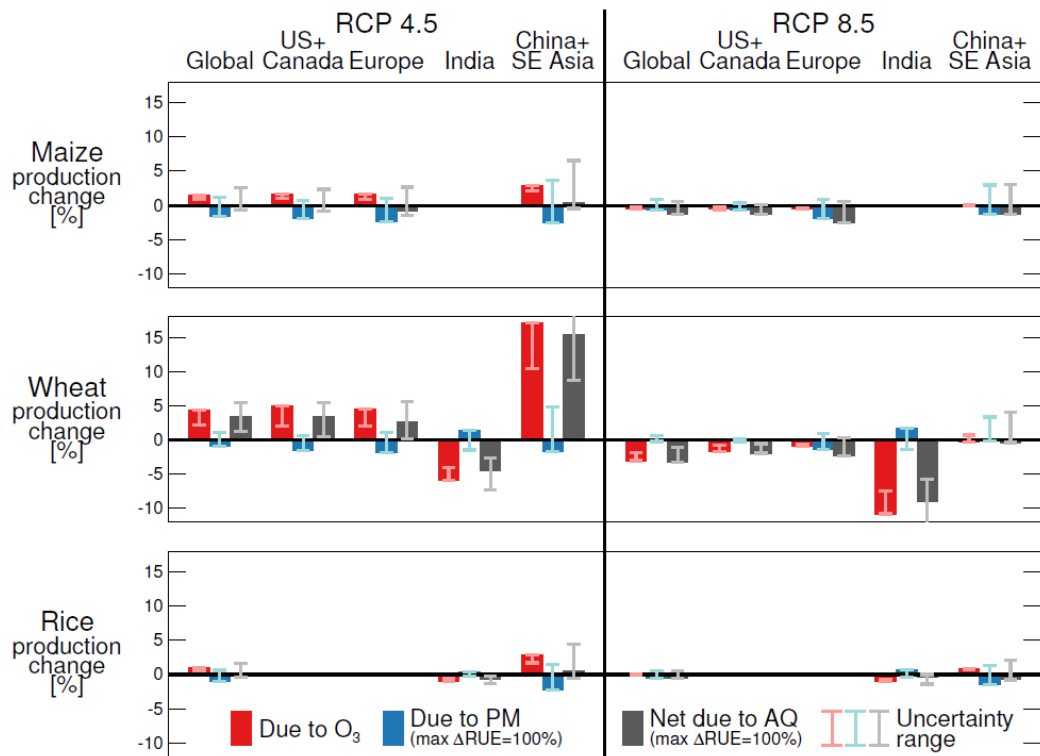 RCP 4.5
RCP 8.5
Global
US+
Canada
Europe
India
China+
SE Asia
Global
US+
Canada
Europe
India
China+
SE Asia
Maize
production
change
[%]
15
10
5
0
-5
-10
Wheat
production
change
[%]
15
10
5
0
-5
-10
Rice
production
change
[%]
15
10
5
0
-5
-10
Due to O₃
Due to PM
(max ΔRUE=100%)
Net due to AQ
(max ΔRUE=100%)
Uncertainty
range